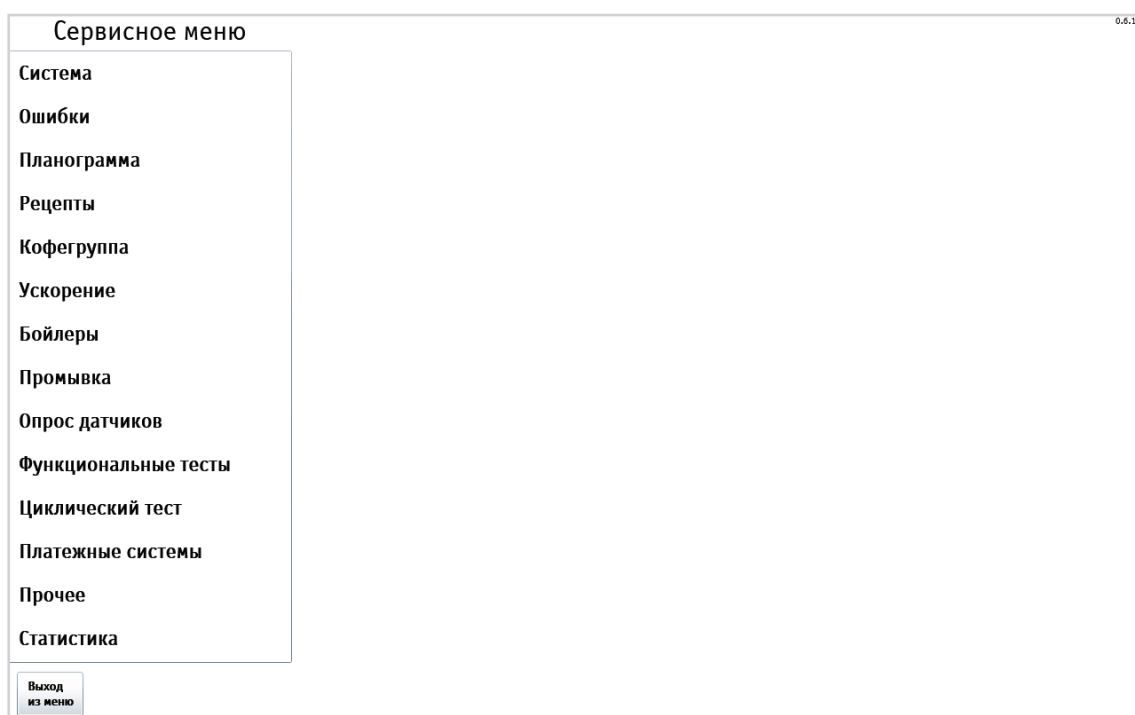 Сервисное меню
0.6.1
Система
Ошибки
Планограмма
Рецепты
Кофегруппа
Ускорение
Бойлеры
Промывка
Опрос датчиков
Функциональные тесты
Циклический тест
Платежные системы
Прочее
Статистика
Выход
из меню